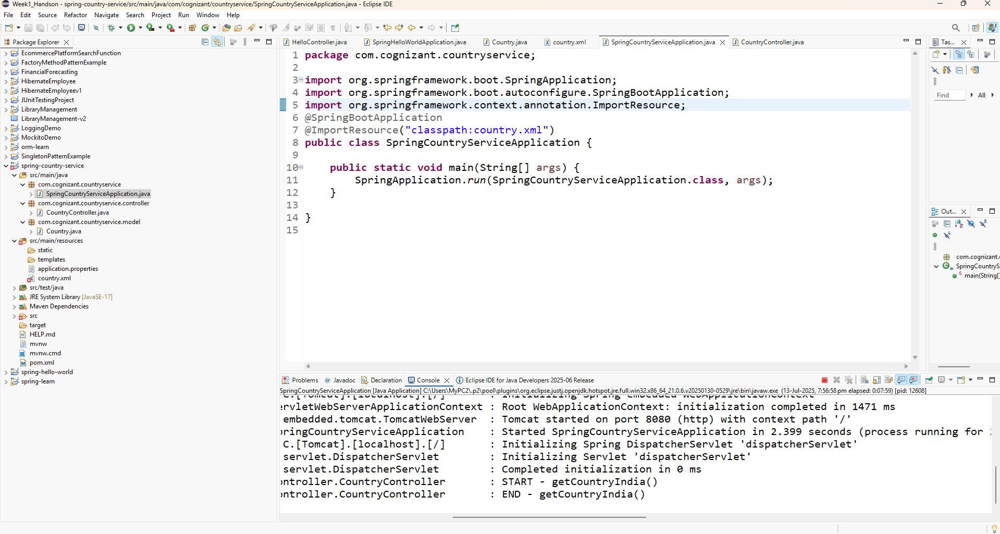 Week1_Handson - spring-country-service/src/main/java/com/cognizant/countryservice/SpringCountryServiceApplication.java - Eclipse IDE
File Edit Source Refactor Navigate Search Project Run Window Help
Package Explorer
EcommercePlatformSearchFunction
FactoryMethodPatternExample
FinancialForecasting
HibernateEmployee
HibernateEmployeev1
JUnitTestingProject
LibraryManagement
LibraryManagement-v2
LoggingDemo
MockitoDemo
orm-learn
SingletonPatternExample
spring-country-service
src/main/java
com.cognizant.countryservice
SpringCountryServiceApplication.java
com.cognizant.countryservice.controller
CountryController.java
com.cognizant.countryservice.model
Country.java
src/main/resources
static
templates
application.properties
country.xml
src/test/java
JRE System Library [JavaSE-17]
Maven Dependencies
src
target
HELP.md
mvnw
mvnw.cmd
pom.xml
spring-hello-world
spring-learn
HelloController.java SpringHelloWorldApplication.java Country.java country.xml SpringCountryServiceApplication.java CountryController.java
1 package com.cognizant.countryservice;
2
3 import org.springframework.boot.SpringApplication;
4 import org.springframework.boot.autoconfigure.SpringBootApplication;
5 import org.springframework.context.annotation.ImportResource;
6 @SpringBootApplication
7 @ImportResource("classpath:country.xml")
8 public class SpringCountryServiceApplication {
9
10 public static void main(String[] args) {
11 SpringApplication.run(SpringCountryServiceApplication.class, args);
12 }
13
14 }
15
Tas...
Find All
Out...
com.cognizant.
SpringCountryS
main(String[]
Problems Javadoc Declaration Console Eclipse IDE for Java Developers 2025-06 Release
SpringCountryServiceApplication [Java Application] C:\Users\MyPC2\.p2\pool\plugins\org.eclipse.justj.openjdk.hotspot.jre.full.win32.x86_64_21.0.6.v20250130-0529\jre\bin\javaw.exe (13-Jul-2025, 7:56:58 pm elapsed: 0:07:59) [pid: 12608]
C.[Tomcat].[localhost].[/] : Initializing Spring embedded WebApplicationContext
ervletWebServerApplicationContext : Root WebApplicationContext: initialization completed in 1471 ms
embedded.tomcat.TomcatWebServer : Tomcat started on port 8080 (http) with context path '/'
pringCountryServiceApplication : Started SpringCountryServiceApplication in 2.399 seconds (process running for
C.[Tomcat].[localhost].[/] : Initializing Spring DispatcherServlet 'dispatcherServlet'
servlet.DispatcherServlet : Initializing Servlet 'dispatcherServlet'
servlet.DispatcherServlet : Completed initialization in 0 ms
ontroller.CountryController : START - getCountryIndia()
ontroller.CountryController : END - getCountryIndia()